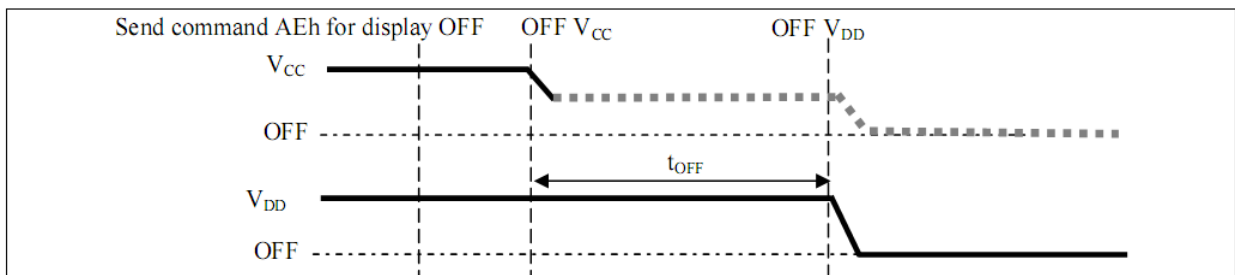 Send command AEh for display OFF OFF VCC OFF VDD
VCC
OFF
tOFF
VDD
OFF